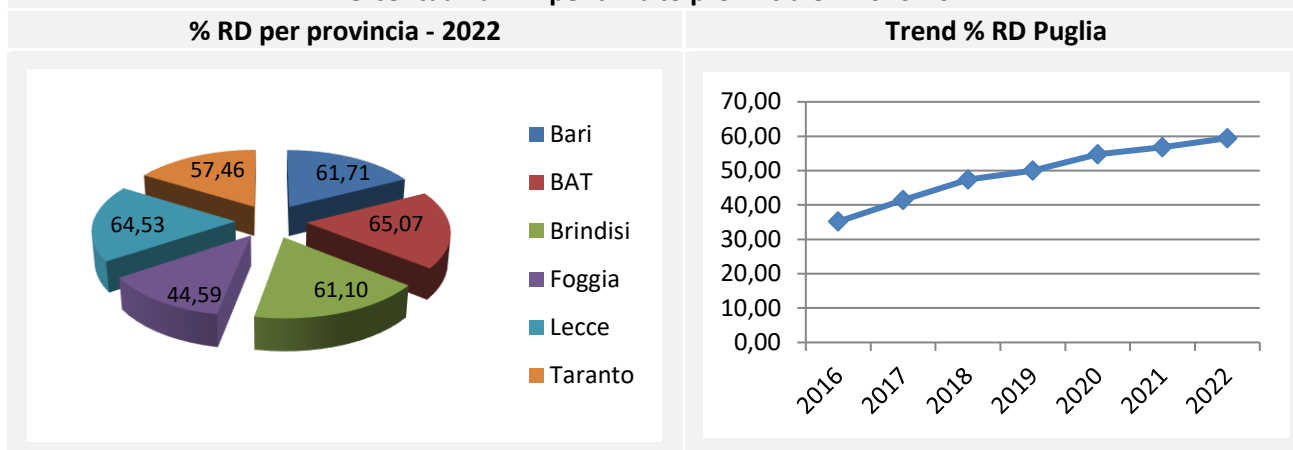 % RD per provincia - 2022
Trend % RD Puglia
57,46
61,71
64,53
65,07
44,59
61,10
Bari
BAT
Brindisi
Foggia
Lecce
Taranto
70,00
60,00
50,00
40,00
30,00
20,00
10,00
0,00
2016
2017
2018
2019
2020
2021
2022